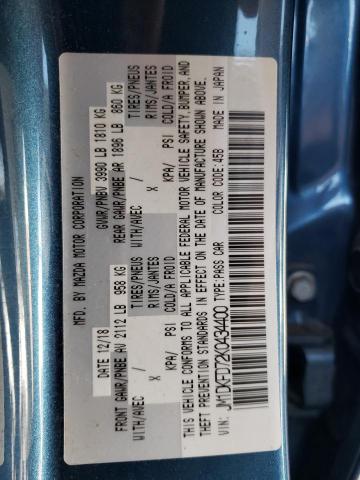 MFD. BY MAZDA MOTOR CORPORATION
DATE 12/18 GVWR/PNBV 3990 LB 1810 KG
FRONT GAWR/PNBE AV 2112 LB 958 KG REAR GAWR/PNBE AR 1896 LB 860 KG
WITH/AVEC TIRES/PNEUS WITH/AVEC TIRES/PNEUS
X RIMS/JANTES X RIMS/JANTES
KPA/ PSI COLD/A FROID KPA/ PSI COLD/A FROID
THIS VEHICLE CONFORMS TO ALL APPLICABLE FEDERAL MOTOR VEHICLE SAFETY, BUMPER, AND
THEFT PREVENTION STANDARDS IN EFFECT ON THE DATE OF MANUFACTURE SHOWN ABOVE.
COLOR CODE: 45B MADE IN JAPAN
VIN: JM1DKFD72K0434400 TYPE: PASS CAR